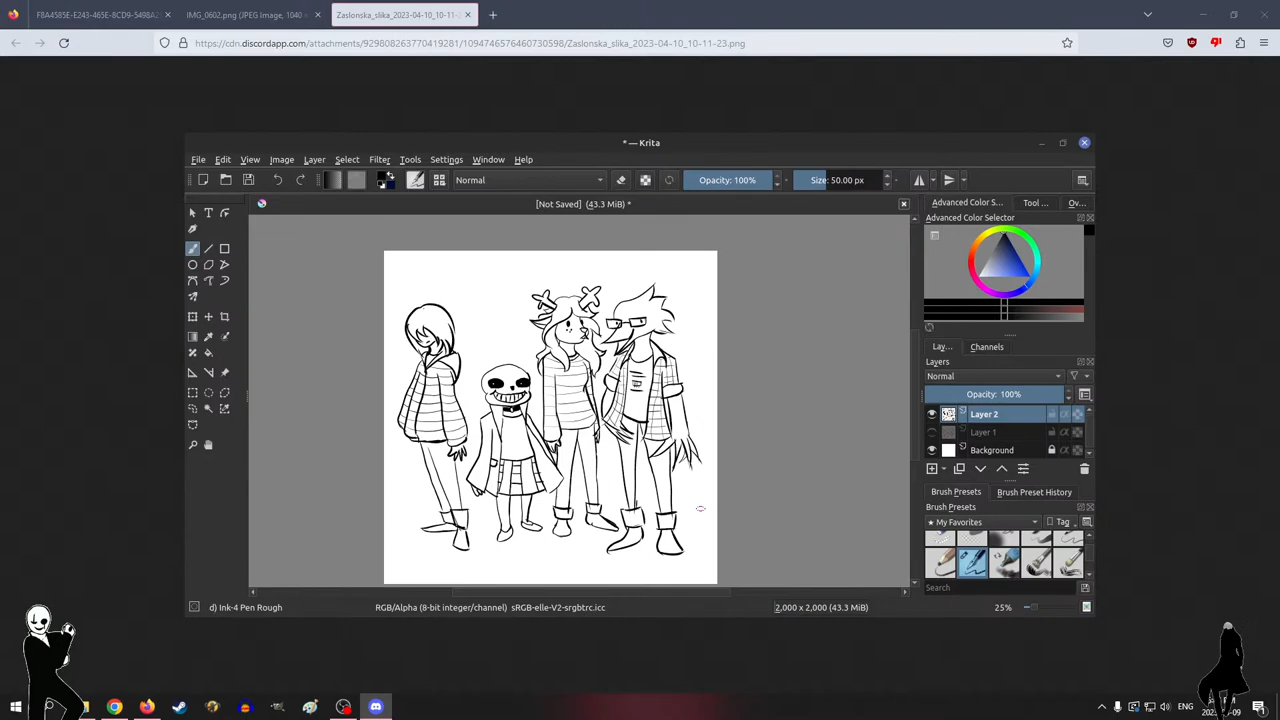 F8A4585E-E243-465E-8CD9-5498A2
IMG_0602.png (JPEG Image, 1040 ×
Zaslonska_slika_2023-04-10_10-11-23.
https://cdn.discordapp.com/attachments/929808263770419281/1094746576460730598/Zaslonska_slika_2023-04-10_10-11-23.png
* — Krita
File Edit View Image Layer Select Filter Tools Settings Window Help
Normal Opacity: 100% Size: 50.00 px
[Not Saved] (43.3 MiB) *
Advanced Color S... Tool ... Ov...
Advanced Color Selector
Lay... Channels
Layers
Normal
Opacity: 100%
Layer 2
Layer 1
Background
Brush Presets Brush Preset History
Brush Presets
★ My Favorites Tag
Search
d) Ink-4 Pen Rough RGB/Alpha (8-bit integer/channel) sRGB-elle-V2-srgbtrc.icc 2,000 x 2,000 (43.3 MiB) 25%
ENG